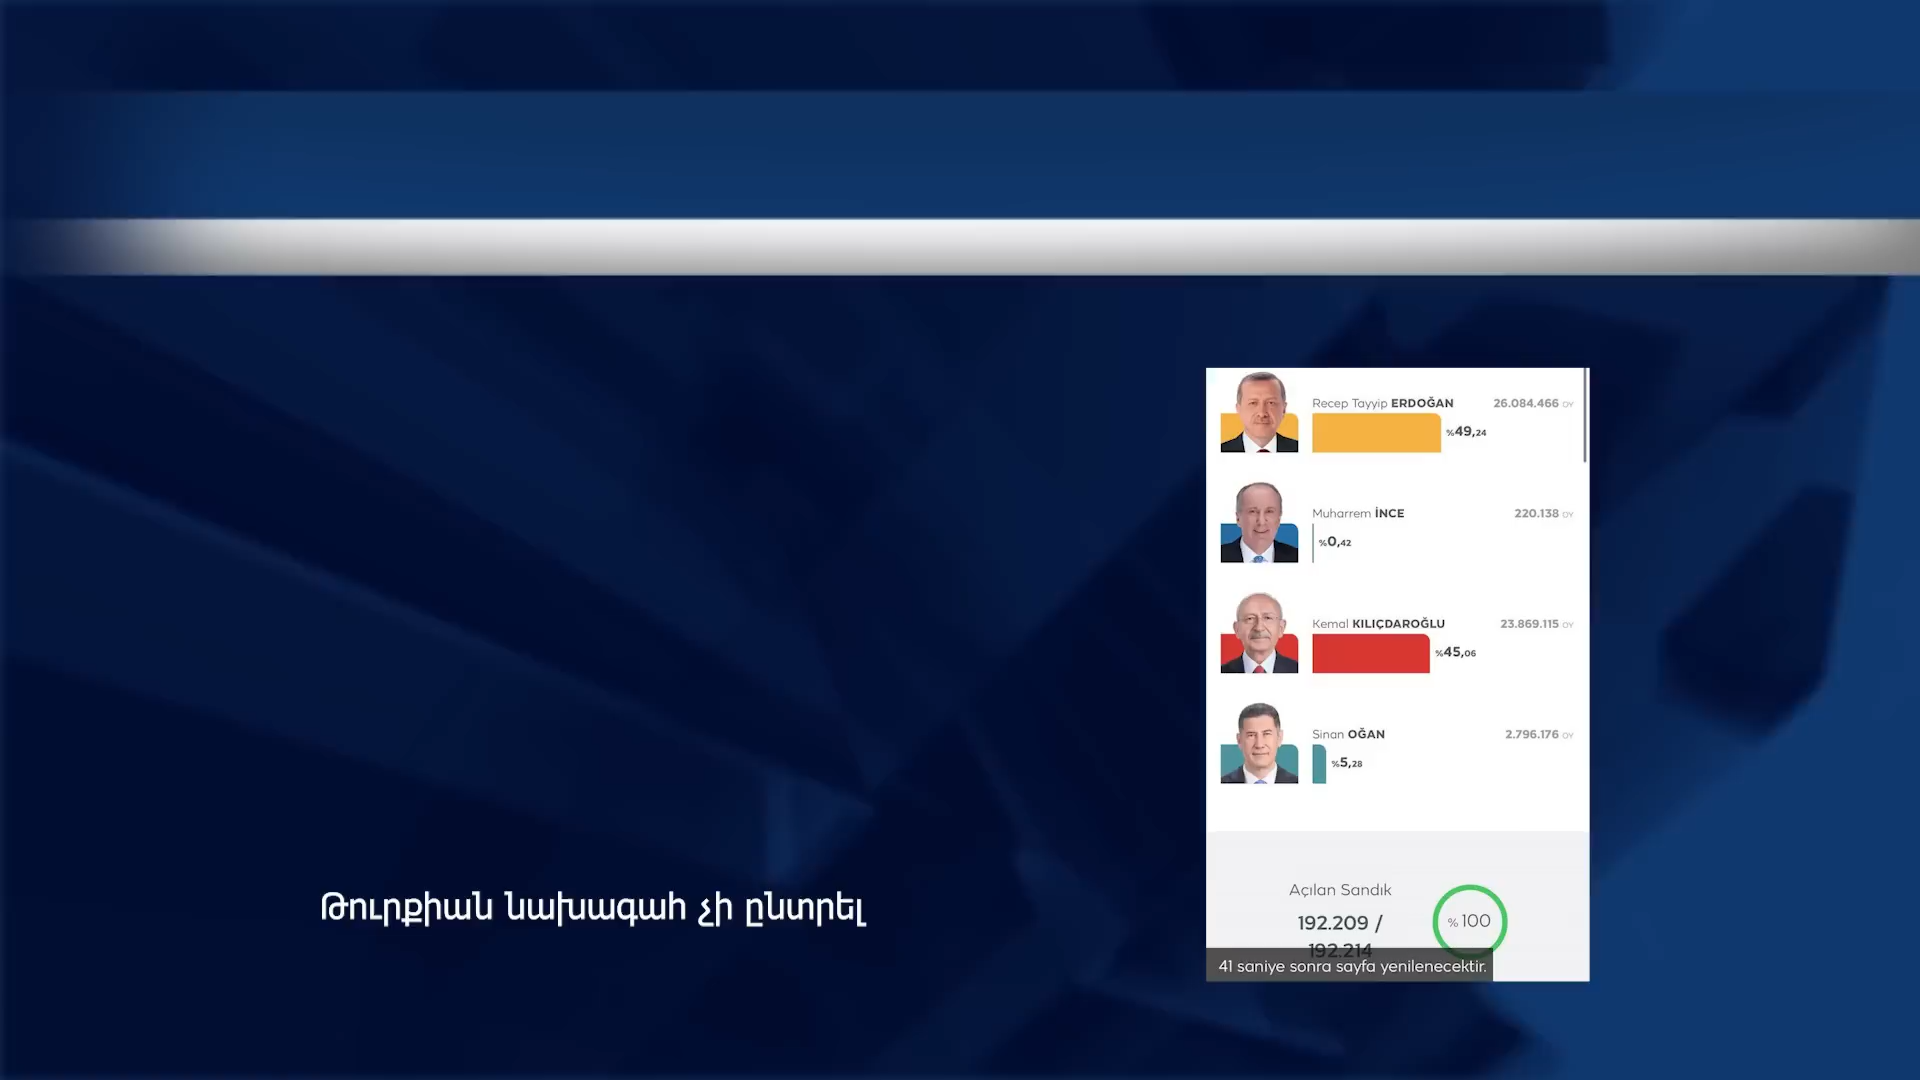 Recep Tayyip ERDOĞAN 26.084.466 OY
%49,24
Muharrem İNCE 220.138 OY
%0,42
Kemal KILIÇDAROĞLU 23.869.115 OY
%45,06
Sinan OĞAN 2.796.176 OY
%5,28
Açılan Sandık
192.209 /
192.214
% 100
41 saniye sonra sayfa yenilenecektir.
Թուրքիան նախագահ չի ընտրել